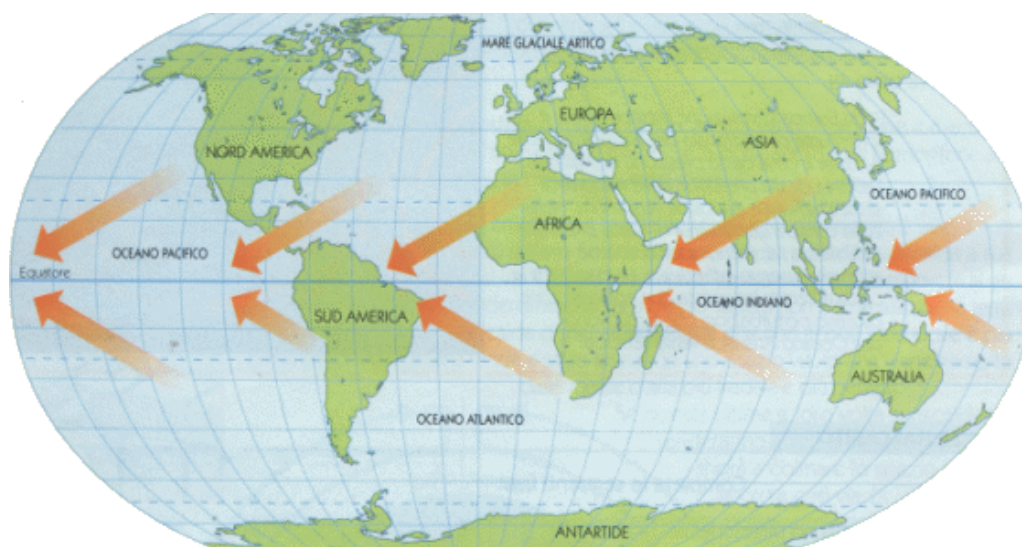 MARE GLACIALE ARTICO
EUROPA
ASIA
NORD AMERICA
OCEANO PACIFICO
AFRICA
OCEANO PACIFICO
Equatore
OCEANO INDIANO
SUD AMERICA
AUSTRALIA
OCEANO ATLANTICO
ANTARTIDE